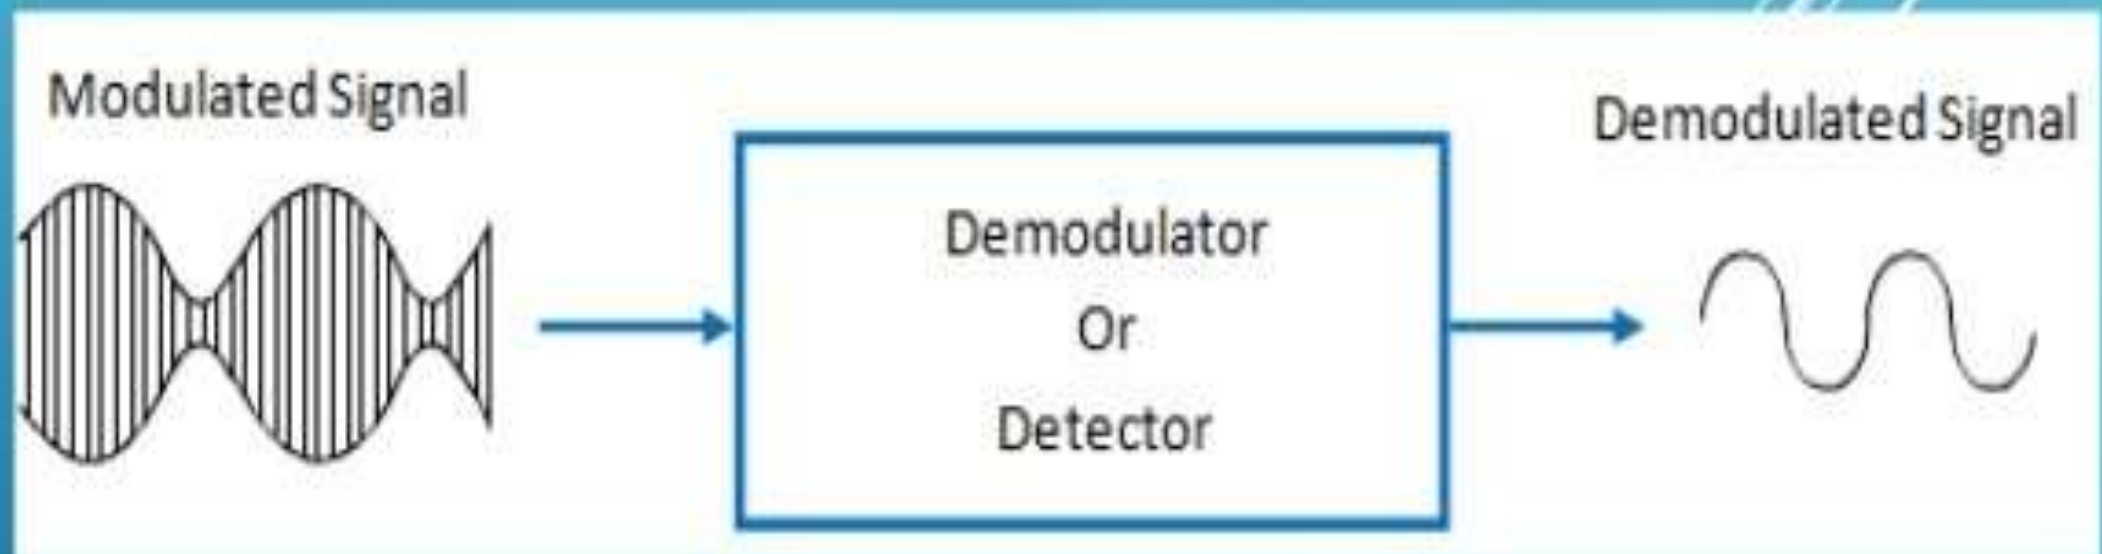 Modulated Signal
Demodulated Signal
Demodulator
Or
Detector